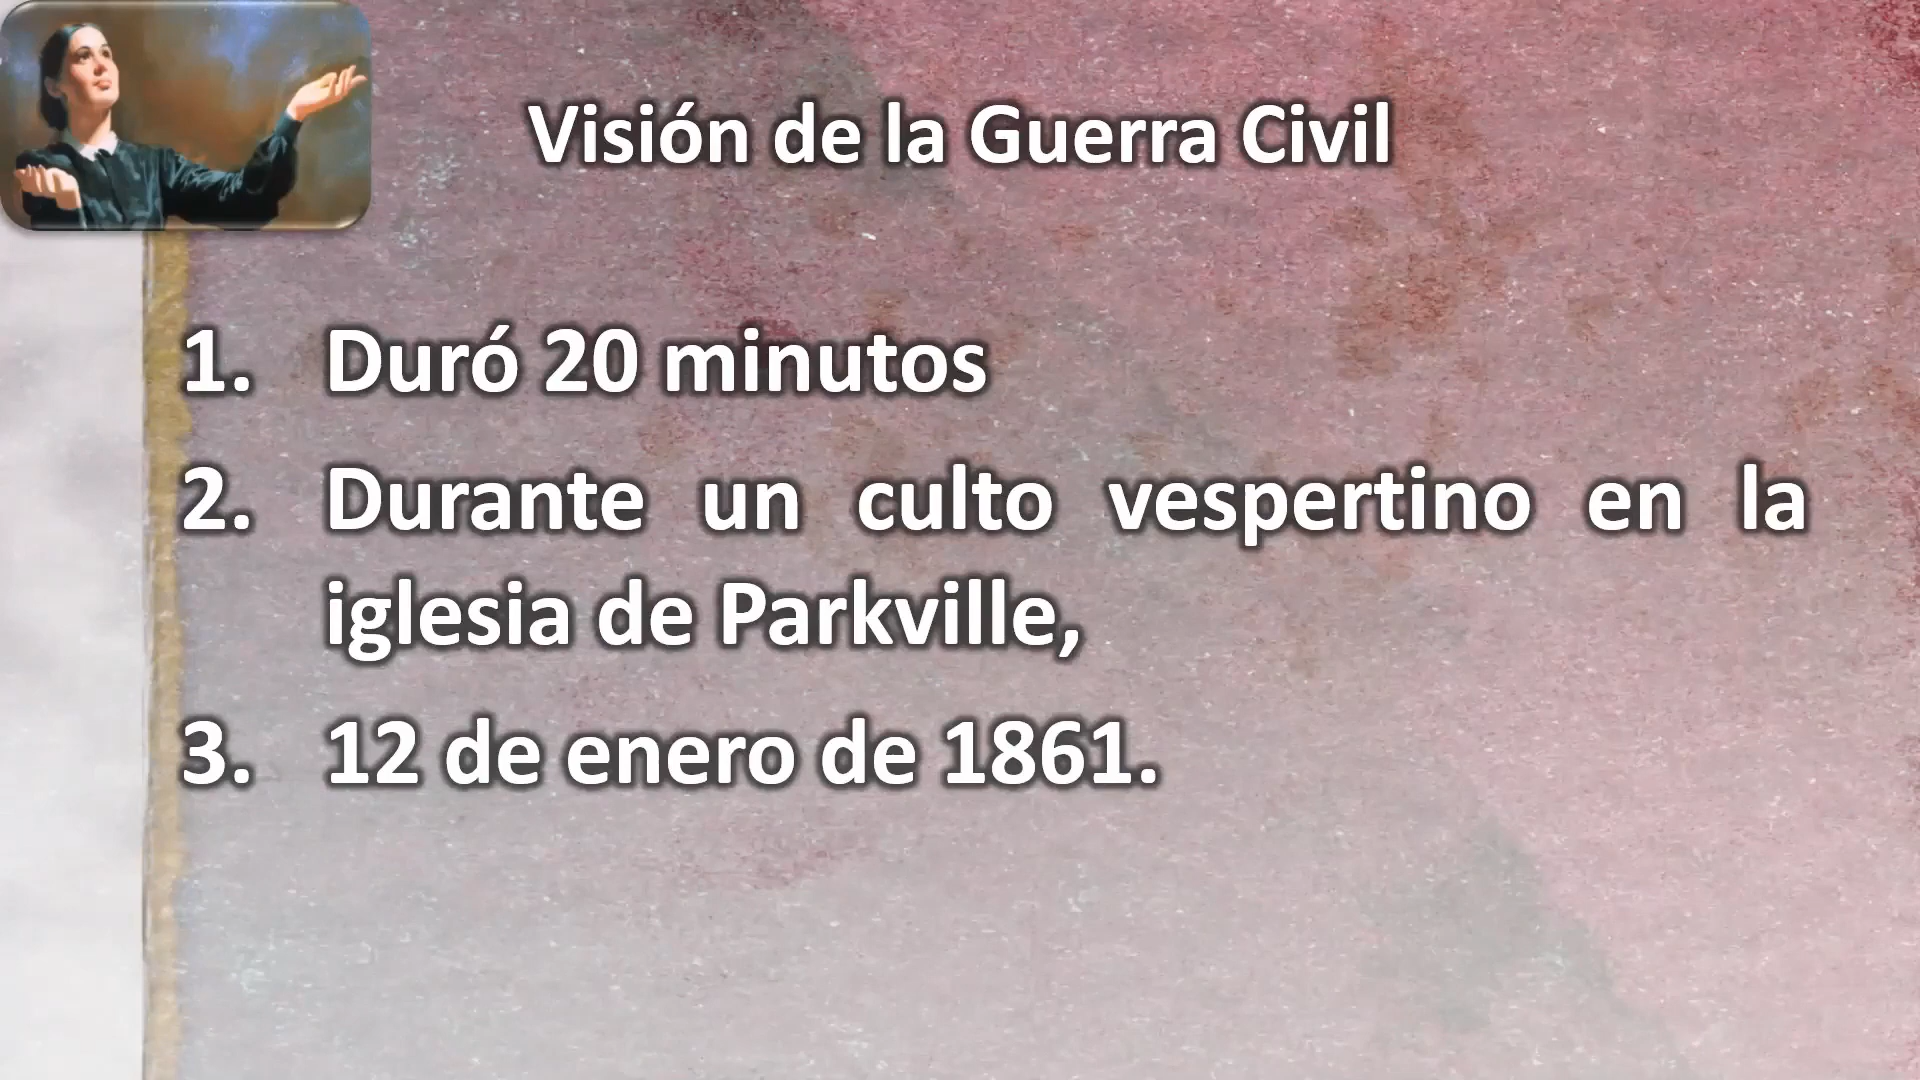 Visión de la Guerra Civil
1. Duró 20 minutos
2. Durante un culto vespertino en la
iglesia de Parkville,
3. 12 de enero de 1861.